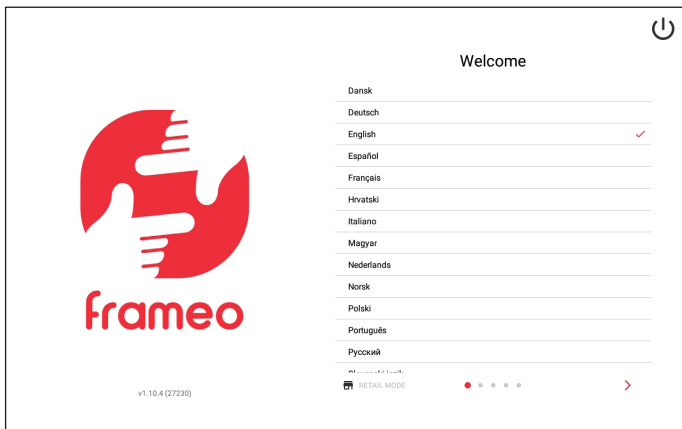 Welcome
Dansk
Deutsch
English
Español
Français
Hrvatski
Italiano
Magyar
Nederlands
Norsk
Polski
Português
Русский
frameo
v1.10.4 (27230)
RETAIL MODE